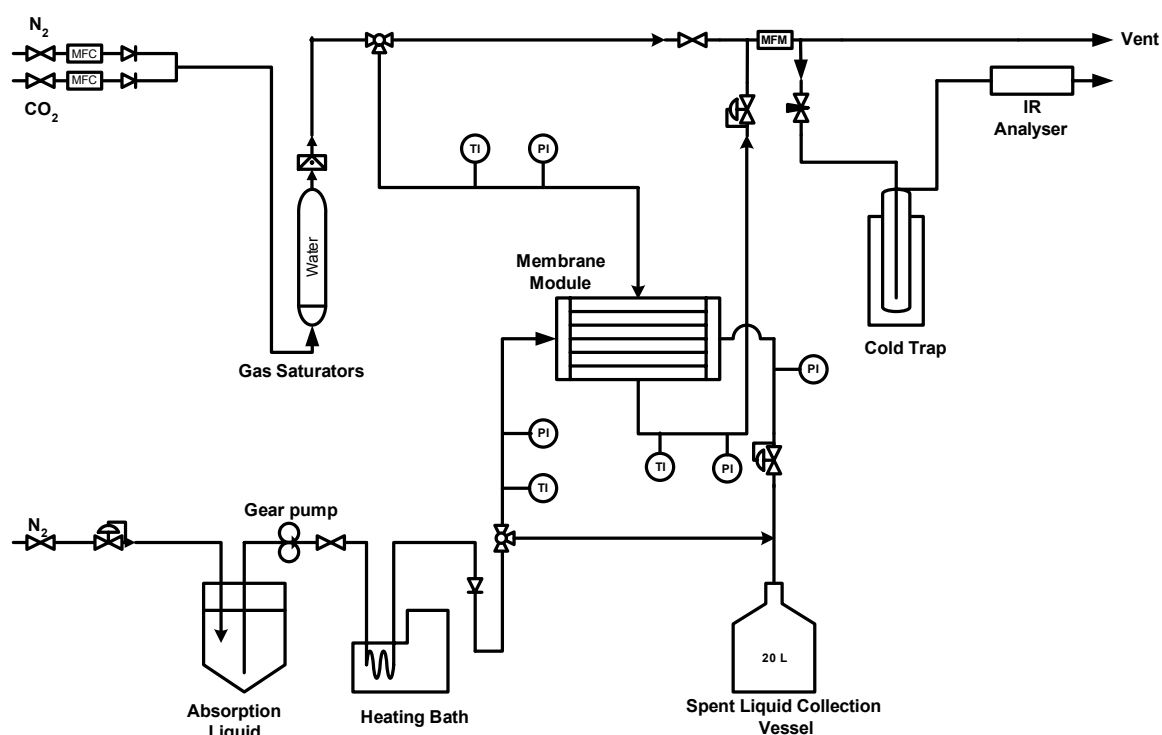 N2
MFC
MFC
CO2
MFM
Vent
IR
Analyser
TI
PI
Water
Membrane
Module
Cold Trap
Gas Saturators
PI
PI
TI
PI
TI
Gear pump
N2
20 L
Absorption
Liquid
Heating Bath
Spent Liquid Collection
Vessel